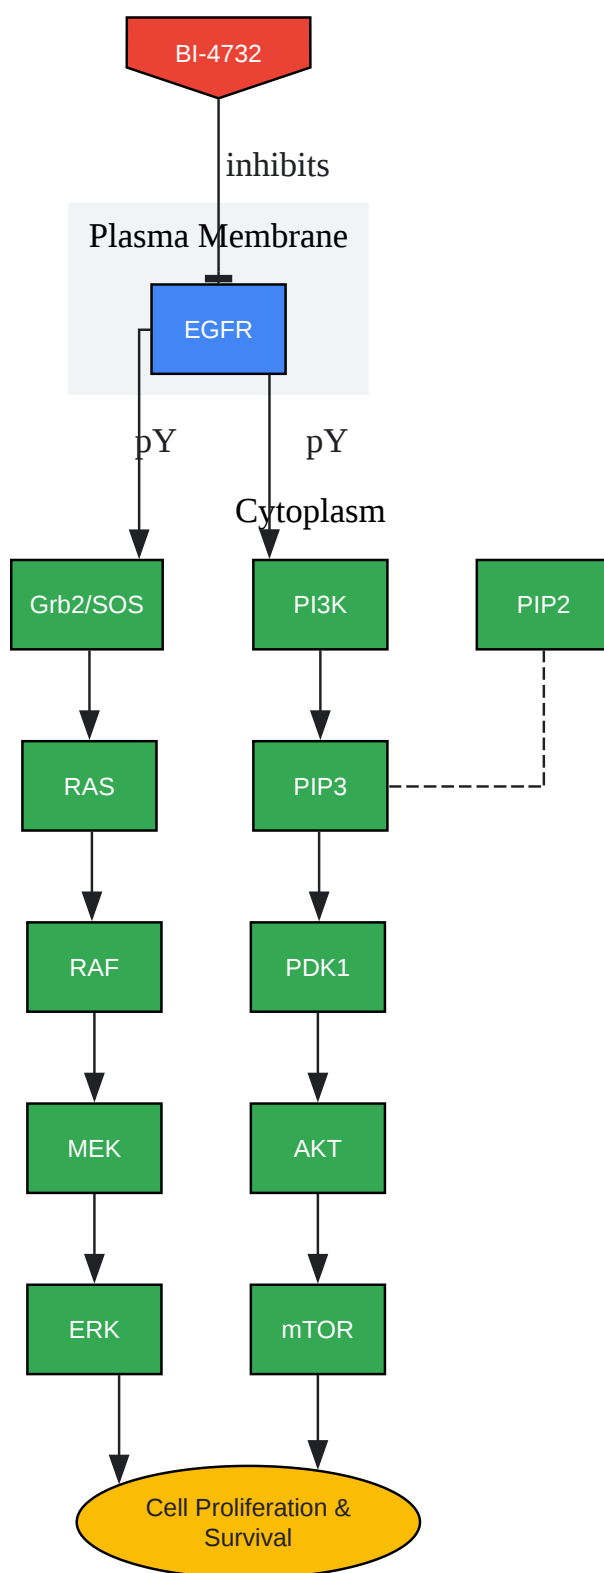 BI-4732
inhibits
Plasma Membrane
EGFR
pY pY
Cytoplasm
Grb2/SOS PI3K PIP2
RAS PIP3
RAF PDK1
MEK AKT
ERK mTOR
Cell Proliferation &
Survival